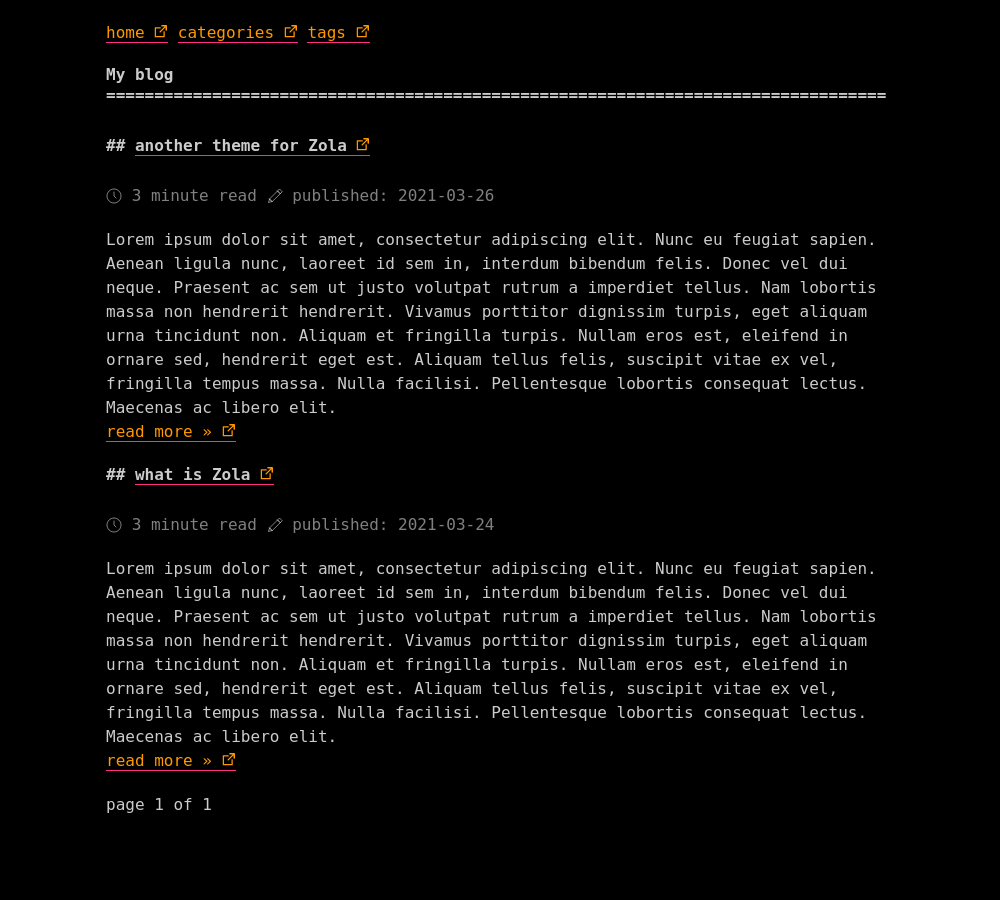 home categories tags
My blog
=================================================================================
## another theme for Zola
3 minute read published: 2021-03-26
Lorem ipsum dolor sit amet, consectetur adipiscing elit. Nunc eu feugiat sapien.
Aenean ligula nunc, laoreet id sem in, interdum bibendum felis. Donec vel dui
neque. Praesent ac sem ut justo volutpat rutrum a imperdiet tellus. Nam lobortis
massa non hendrerit hendrerit. Vivamus porttitor dignissim turpis, eget aliquam
urna tincidunt non. Aliquam et fringilla turpis. Nullam eros est, eleifend in
ornare sed, hendrerit eget est. Aliquam tellus felis, suscipit vitae ex vel,
fringilla tempus massa. Nulla facilisi. Pellentesque lobortis consequat lectus.
Maecenas ac libero elit.
read more »
## what is Zola
3 minute read published: 2021-03-24
Lorem ipsum dolor sit amet, consectetur adipiscing elit. Nunc eu feugiat sapien.
Aenean ligula nunc, laoreet id sem in, interdum bibendum felis. Donec vel dui
neque. Praesent ac sem ut justo volutpat rutrum a imperdiet tellus. Nam lobortis
massa non hendrerit hendrerit. Vivamus porttitor dignissim turpis, eget aliquam
urna tincidunt non. Aliquam et fringilla turpis. Nullam eros est, eleifend in
ornare sed, hendrerit eget est. Aliquam tellus felis, suscipit vitae ex vel,
fringilla tempus massa. Nulla facilisi. Pellentesque lobortis consequat lectus.
Maecenas ac libero elit.
read more »
page 1 of 1